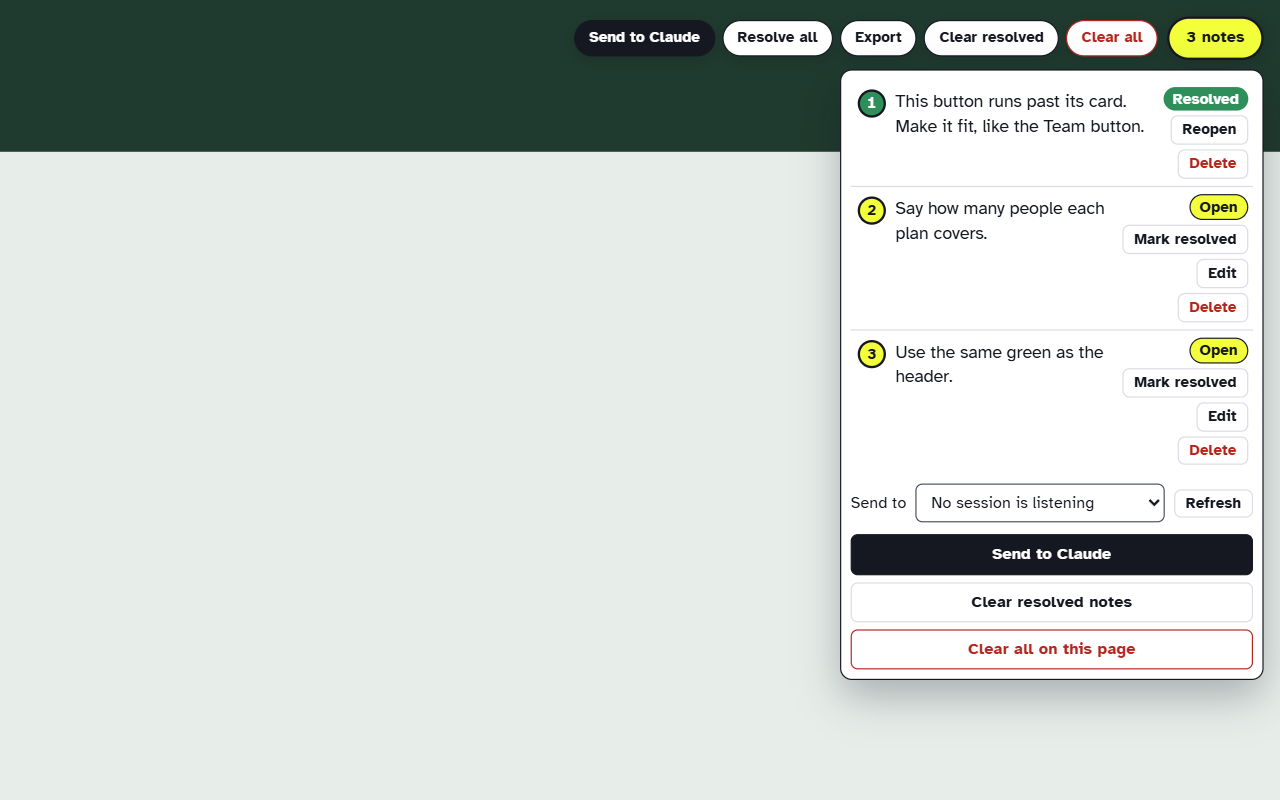 Send to Claude
Resolve all
Export
Clear resolved
Clear all
3 notes
1
This button runs past its card.
Make it fit, like the Team button.
Resolved
Reopen
Delete
2
Say how many people each
plan covers.
Open
Mark resolved
Edit
Delete
3
Use the same green as the
header.
Open
Mark resolved
Edit
Delete
Send to
No session is listening
Refresh
Send to Claude
Clear resolved notes
Clear all on this page